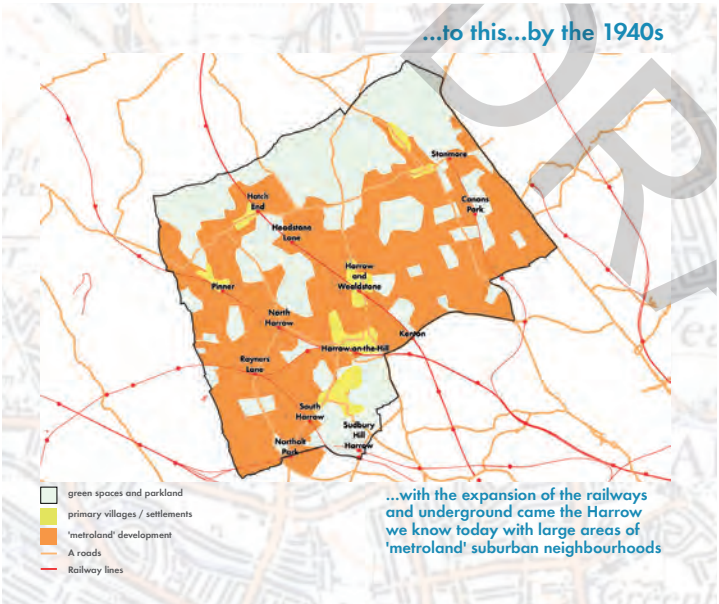 ...to this...by the 1940s
Stanmore
Canons
Park
Hatch
End
Headstone
Lane
Harrow
and
Wealdstone
Pinner
North
Harrow
Kenton
Harrow-on-the-Hill
Rayners
Lane
South
Harrow
Sudbury
Hill
Harrow
Northolt
Park
green spaces and parkland
primary villages / settlements
'metroland' development
A roads
Railway lines
...with the expansion of the railways
and underground came the Harrow
we know today with large areas of
'metroland' suburban neighbourhoods